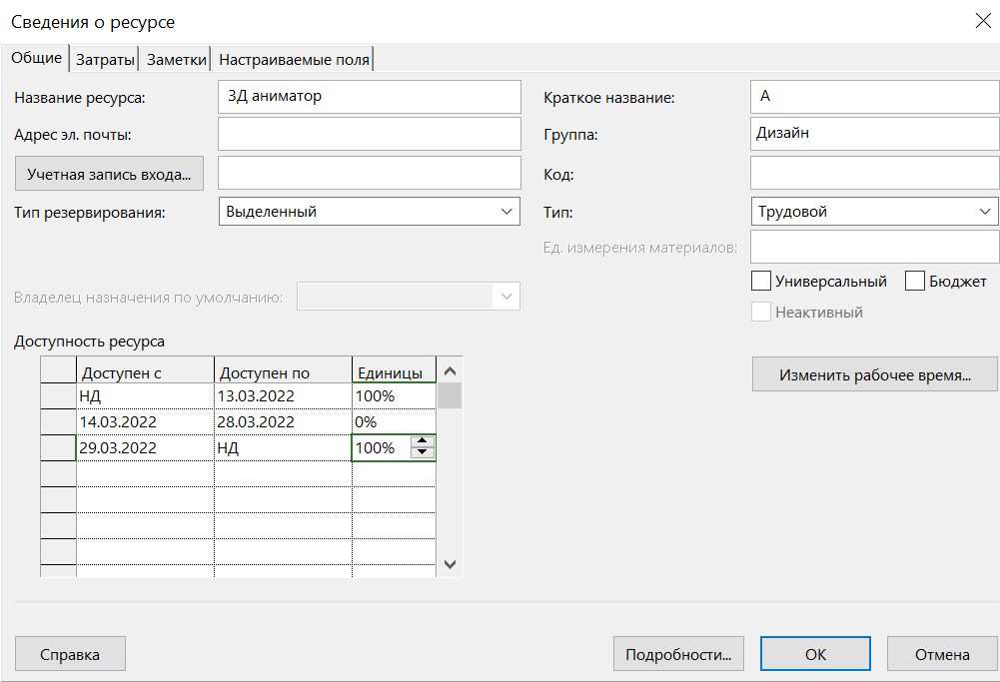 Сведения о ресурсе
Общие Затраты Заметки Настраиваемые поля
Название ресурса: 3Д аниматор Краткое название: А
Адрес эл. почты: Группа: Дизайн
Учетная запись входа... Код:
Тип резервирования: Выделенный Тип: Трудовой
Ед. измерения материалов:
Универсальный Бюджет
Владелец назначения по умолчанию:
Неактивный
Доступность ресурса
Доступен с Доступен по Единицы
Изменить рабочее время...
НД 13.03.2022 100%
14.03.2022 28.03.2022 0%
29.03.2022 НД 100%
Справка Подробности... ОК Отмена